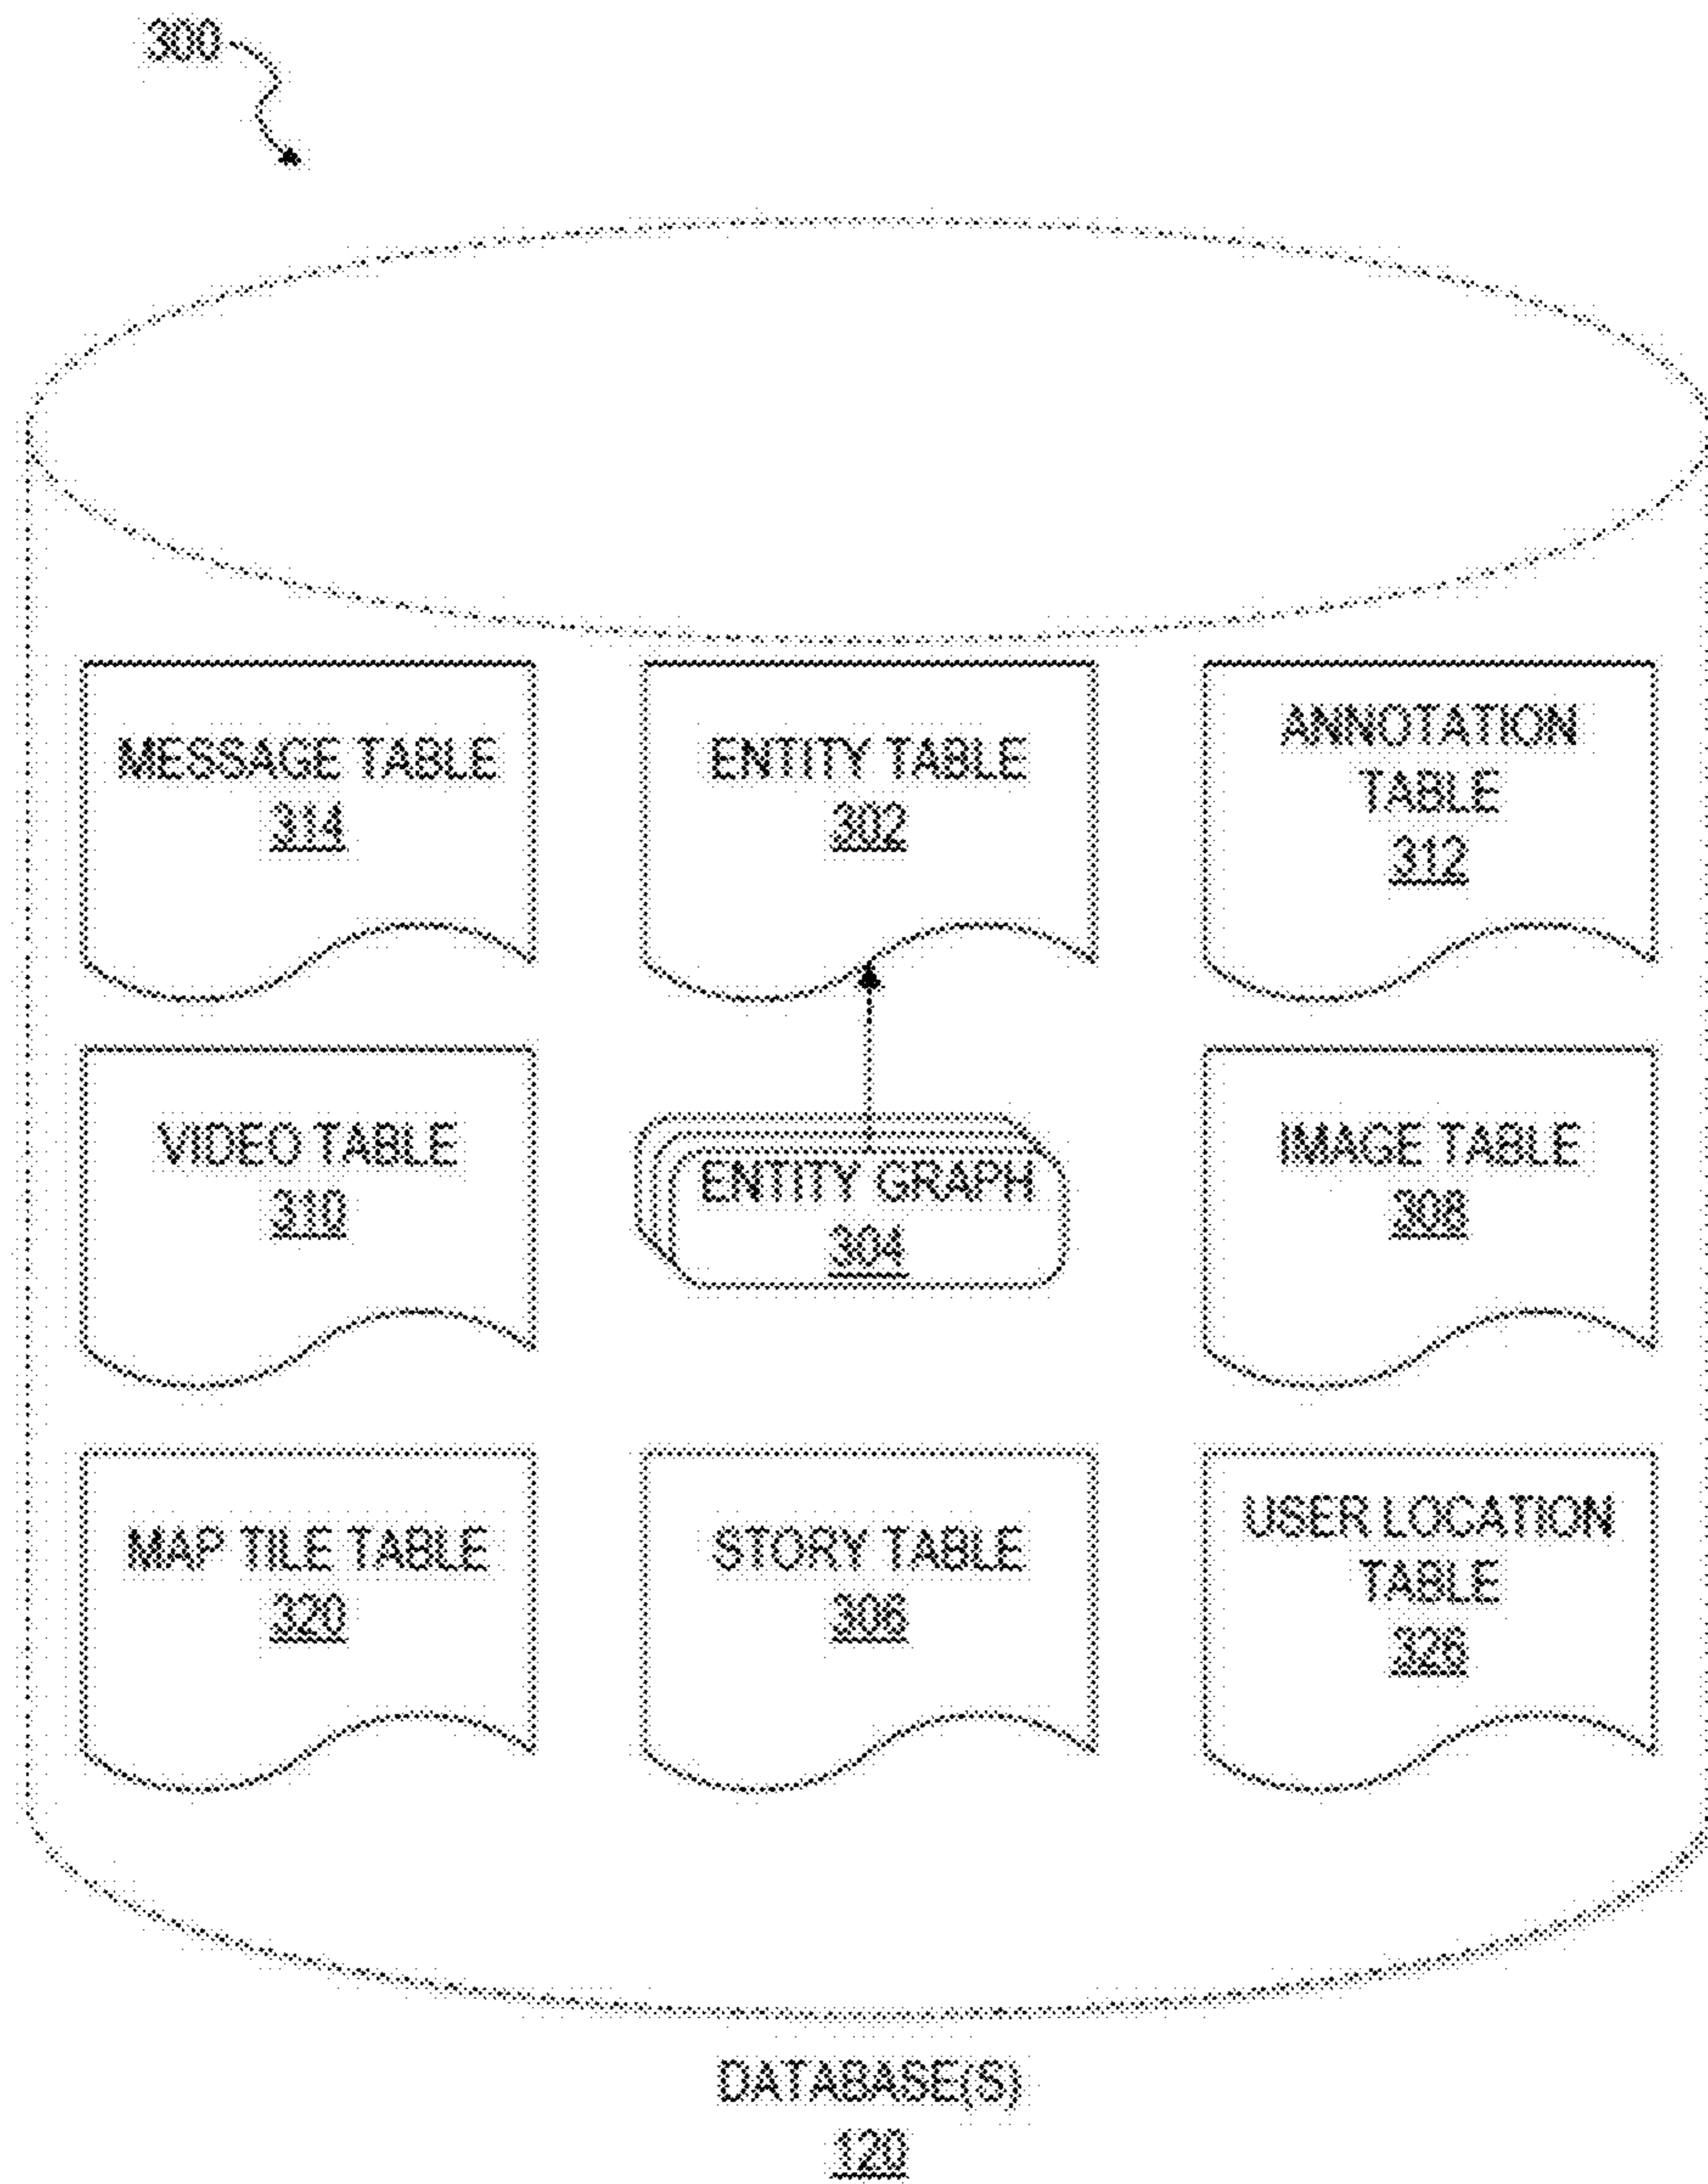 300
MESSAGE TABLE
314
ENTITY TABLE
302
ANNOTATION
TABLE
312
VIDEO TABLE
310
ENTITY GRAPH
304
IMAGE TABLE
308
MAP TILE TABLE
320
STORY TABLE
306
USER LOCATION
TABLE
326
DATABASE(S)
120